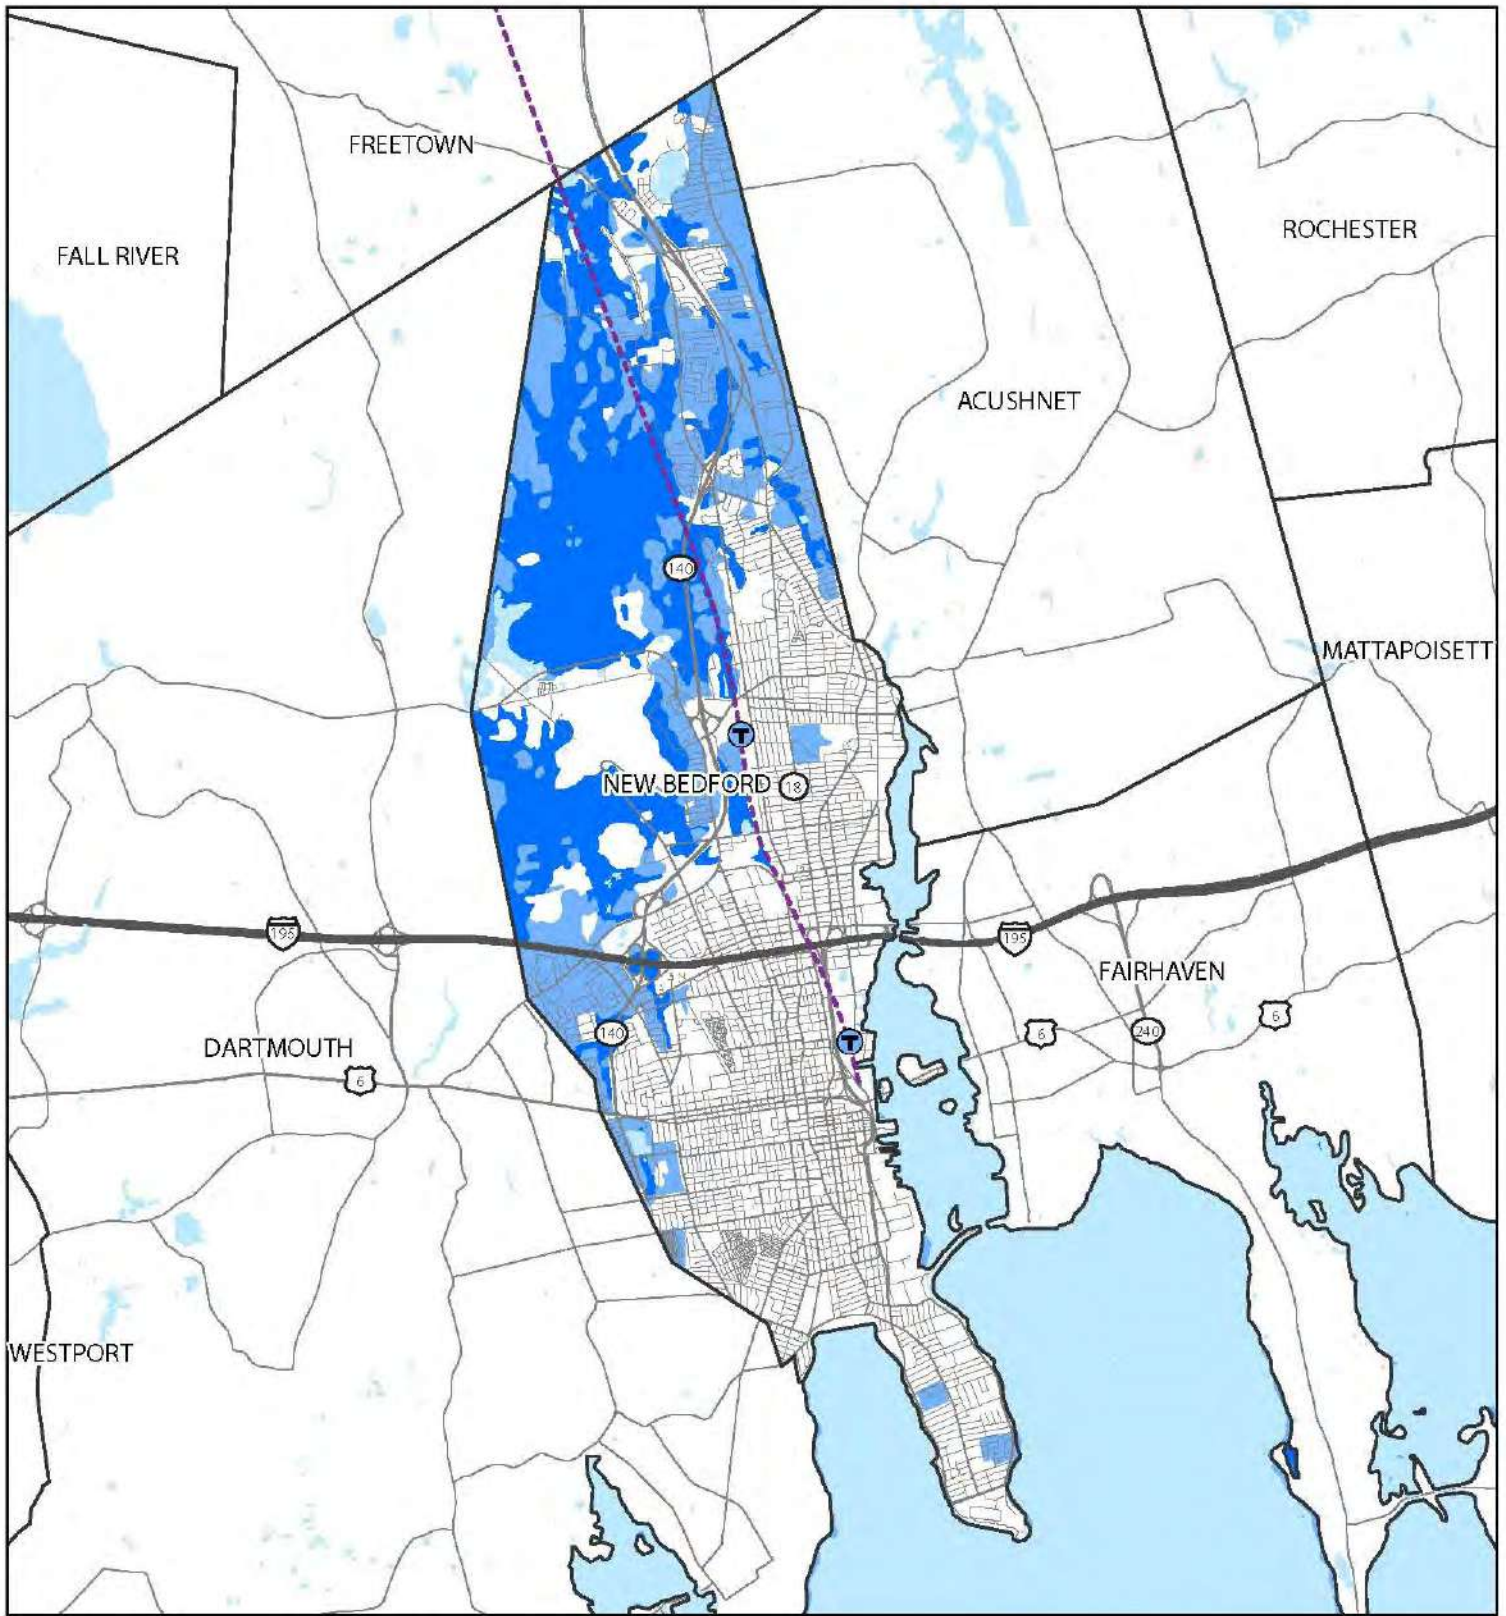 FREETOWN
ROCHESTER
FALL RIVER
ACUSHNET
140
MATTAPOISETT
T
NEW BEDFORD
18
195
195
FAIRHAVEN
6
6
240
140
T
DARTMOUTH
6
WESTPORT